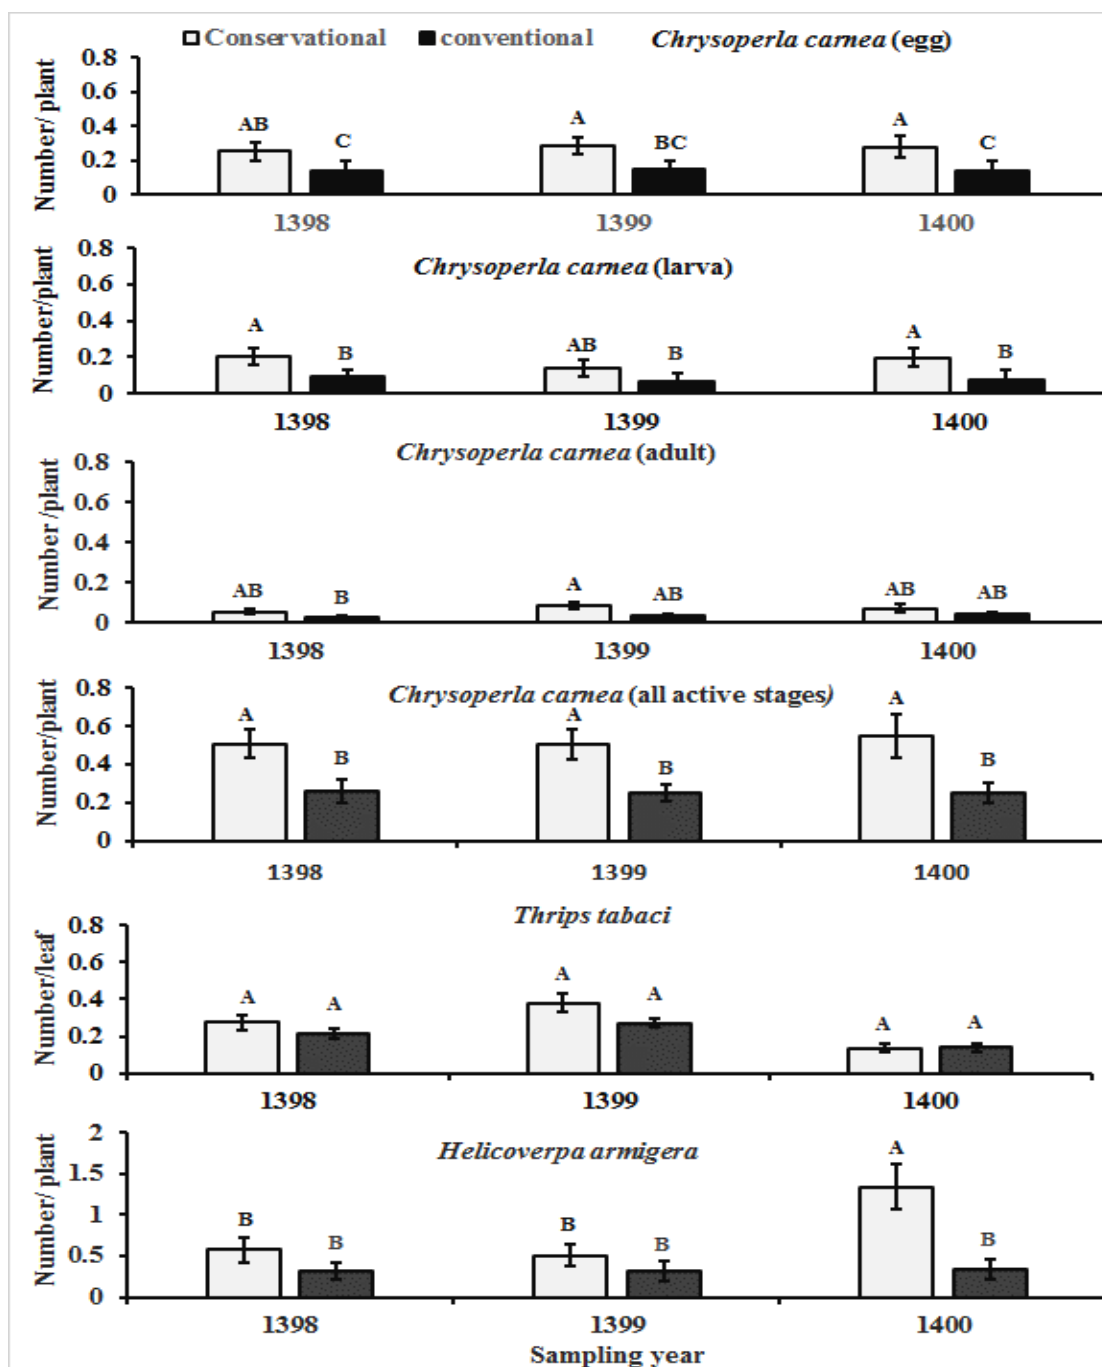 Conservational conventional Chrysoperla carnea (egg)
Number/ plant
0.8
0.6
0.4
0.2
0
AB C A BC A C
1398 1399 1400
Chrysoperla carnea (larva)
Number/plant
0.8
0.6
0.4
0.2
0
A B AB B A B
1398 1399 1400
Chrysoperla carnea (adult)
Number /plant
0.8
0.6
0.4
0.2
0
AB B A AB AB AB
1398 1399 1400
Chrysoperla carnea (all active stages)
Number/plant
0.8
0.6
0.4
0.2
0
A B A B A B
1398 1399 1400
Thrips tabaci
Number/leaf
0.8
0.6
0.4
0.2
0
A A A A A A
1398 1399 1400
Helicoverpa armigera
Number/ plant
2
1.5
1
0.5
0
B B B B A B
1398 1399 1400
Sampling year